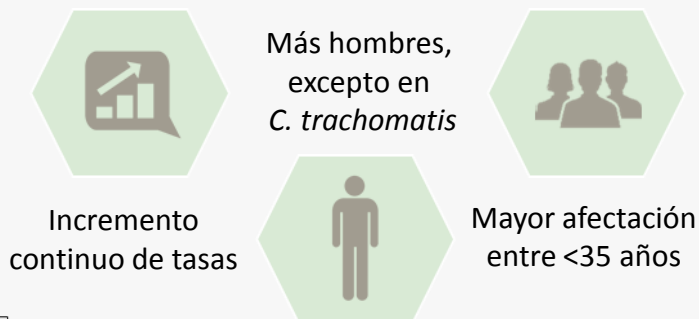 Más hombres,
excepto en
C. trachomatis
Incremento
continuo de tasas
Mayor afectación
entre <35 años